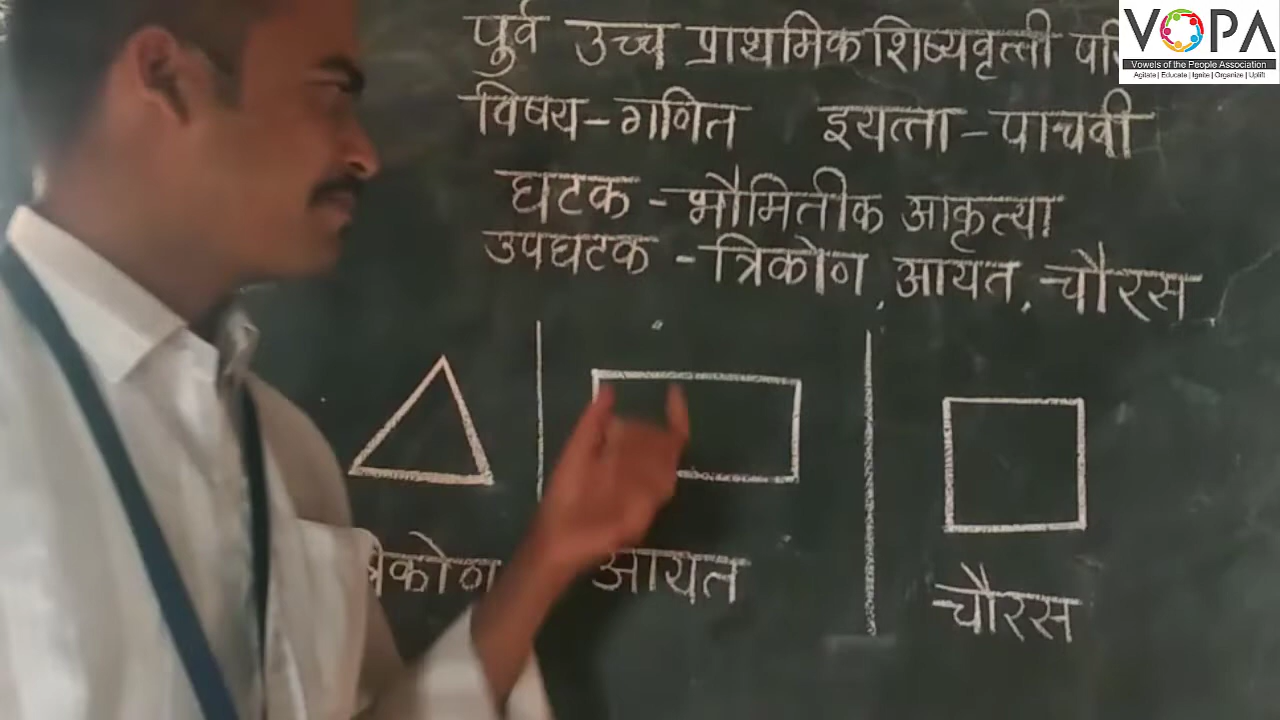 पुर्व उच्च प्राथमिक शिष्यवृत्ती
VOPA
Vowels of the People Association
Agitate | Educate | Ignite | Organize | Uplift
विषय - गणित इयत्ता - पाचवी
घटक - भौमितीक आकृत्या
उपघटक - त्रिकोण, आयत, चौरस
आयत
चौरस